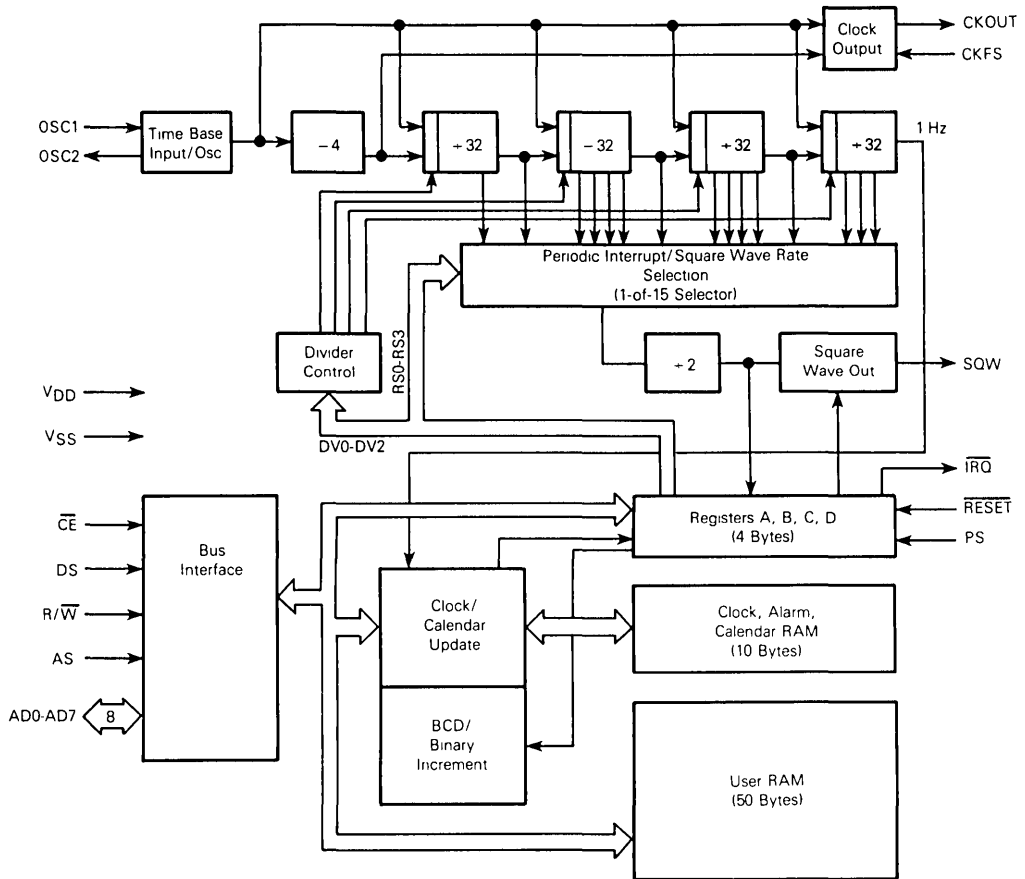 CKOUT
Clock
Output
CKFS
OSC1
OSC2
Time Base
Input/Osc
– 4
÷ 32
– 32
÷ 32
÷ 32
1 Hz
Periodic Interrupt/Square Wave Rate
Selection
(1-of-15 Selector)
RS0-RS3
Divider
Control
÷ 2
Square
Wave Out
SQW
VDD
VSS
DV0-DV2
IRQ
RESET
PS
Registers A, B, C, D
(4 Bytes)
CE
DS
R/W
AS
AD0-AD7
8
Bus
Interface
Clock/
Calendar
Update
Clock, Alarm,
Calendar RAM
(10 Bytes)
BCD/
Binary
Increment
User RAM
(50 Bytes)